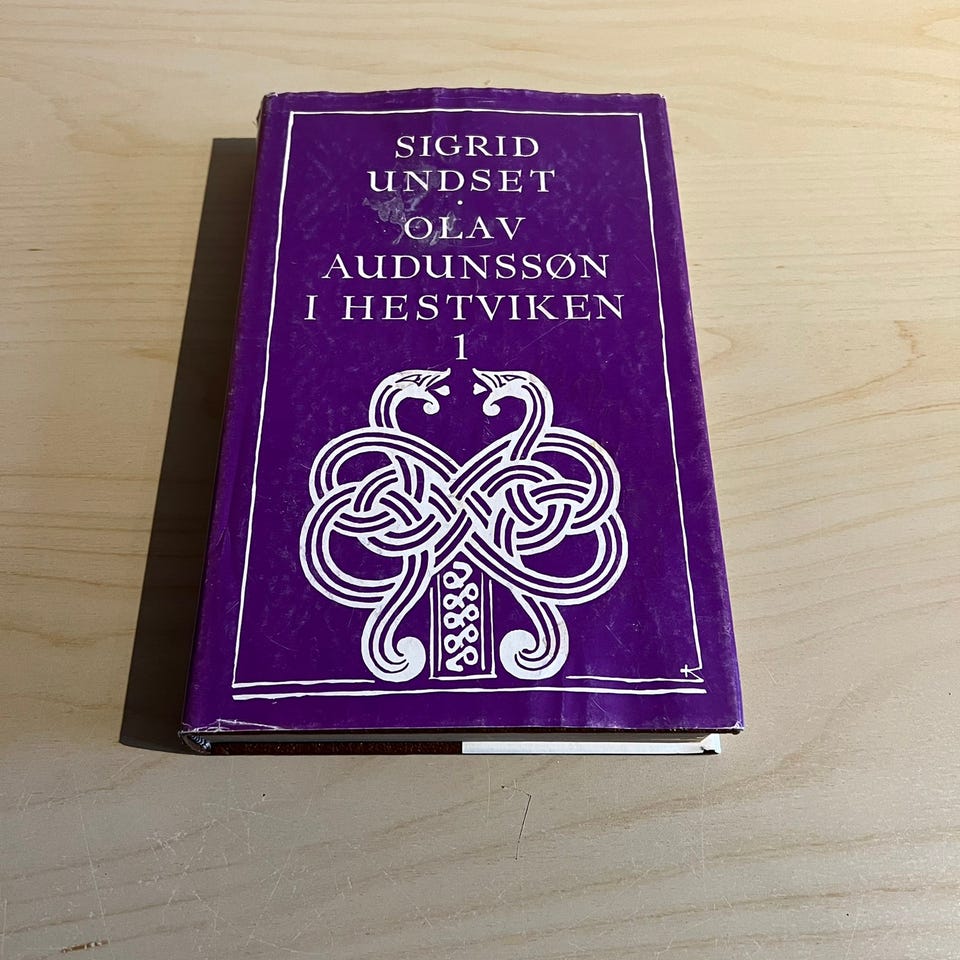 SIGRID
UNDSET
·
OLAV
AUDUNSSØN
I HESTVIKEN
1